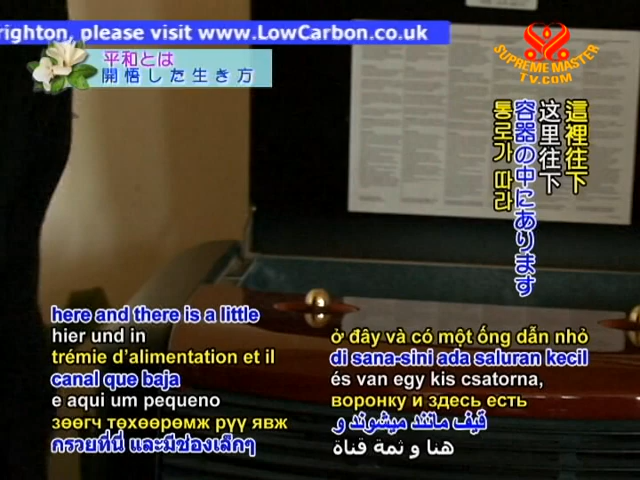 righton, please visit www.LowCarbon.co.uk
平和とは
開悟した生き方
SUPREME MASTER
TV.COM
這裡往下
这里往下
容器の中にあります
통로가 따라
here and there is a little
hier und in
trémie d'alimentation et il
canal que baja
e aqui um pequeno
зөөгч төхөөрөмж рүү явж
กรวยที่นี่ และมีช่องเล็กๆ
ở đây và có một ống dẫn nhỏ
di sana-sini ada saluran kecil
és van egy kis csatorna,
воронку и здесь есть
قیف مانند میشوند و
هنا و ثمة قناة